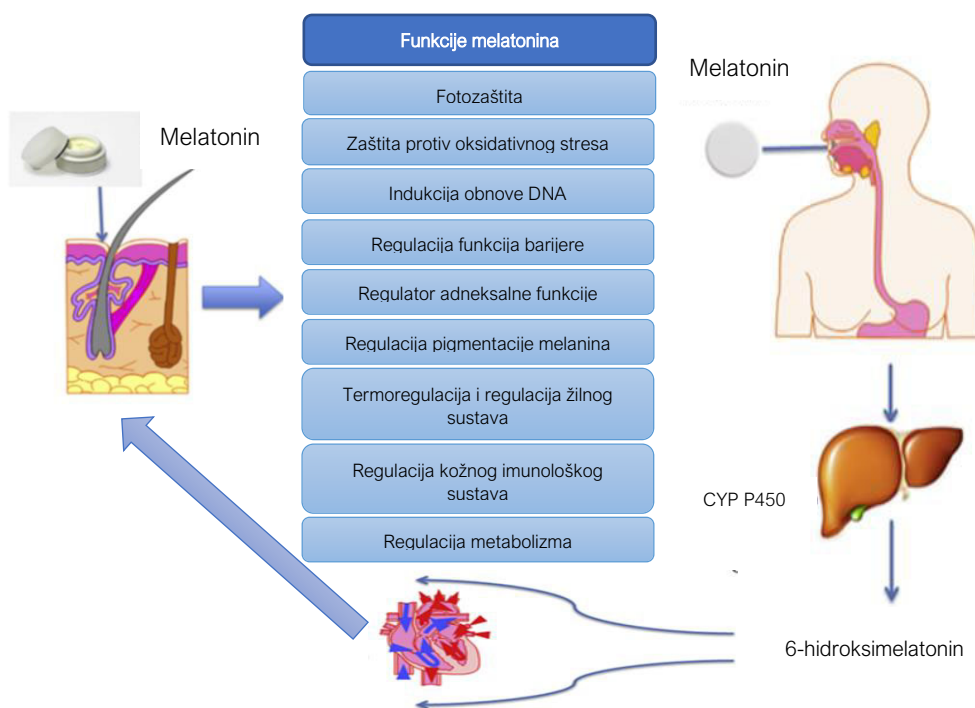 Funkcije melatonina
Fotozaštita
Zaštita protiv oksidativnog stresa
Indukcija obnove DNA
Regulacija funkcija barijere
Regulator adneksalne funkcije
Regulacija pigmentacije melanina
Termoregulacija i regulacija žilnog
sustava
Regulacija kožnog imunološkog
sustava
Regulacija metabolizma
Melatonin
Melatonin
CYP P450
6-hidroksimelatonin